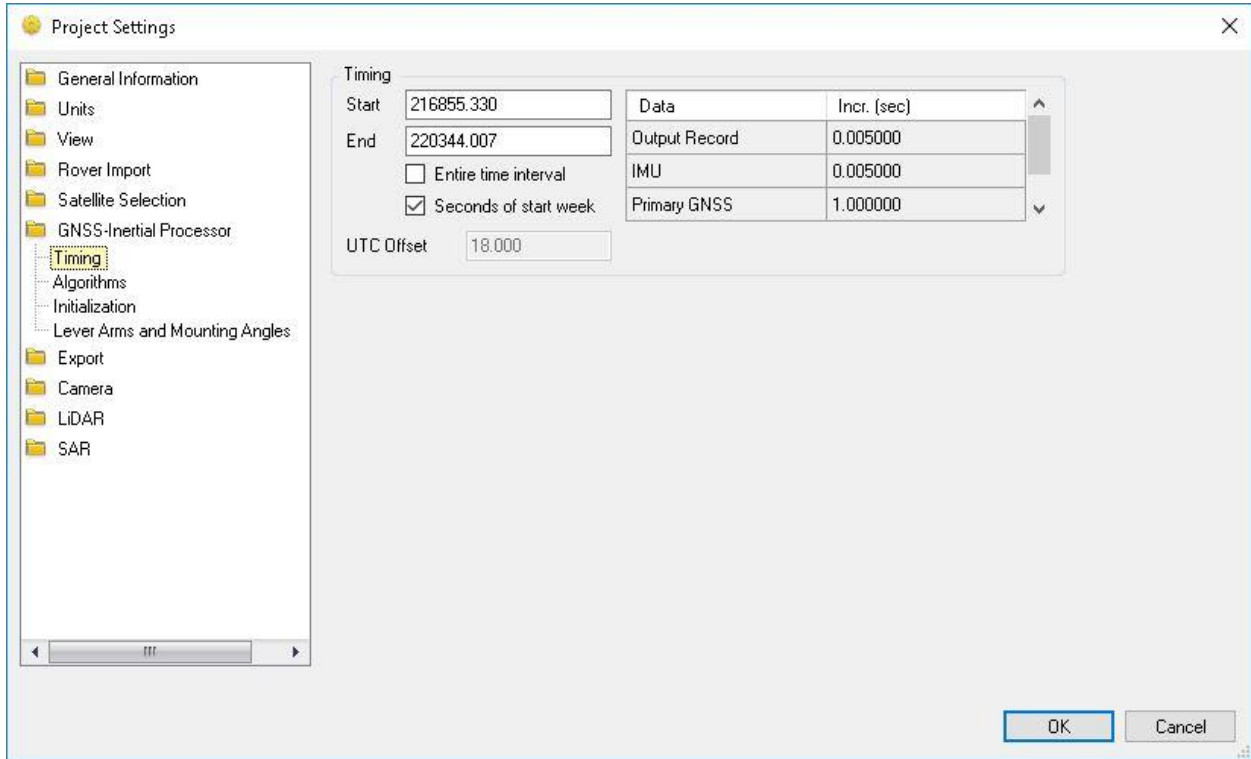 Project Settings
General Information
Units
View
Rover Import
Satellite Selection
GNSS-Inertial Processor
Timing
Algorithms
Initialization
Lever Arms and Mounting Angles
Export
Camera
LiDAR
SAR
Timing
Start 216855.330
End 220344.007
Entire time interval
Seconds of start week
UTC Offset 18.000
Data Incr. (sec)
Output Record 0.005000
IMU 0.005000
Primary GNSS 1.000000
OK Cancel